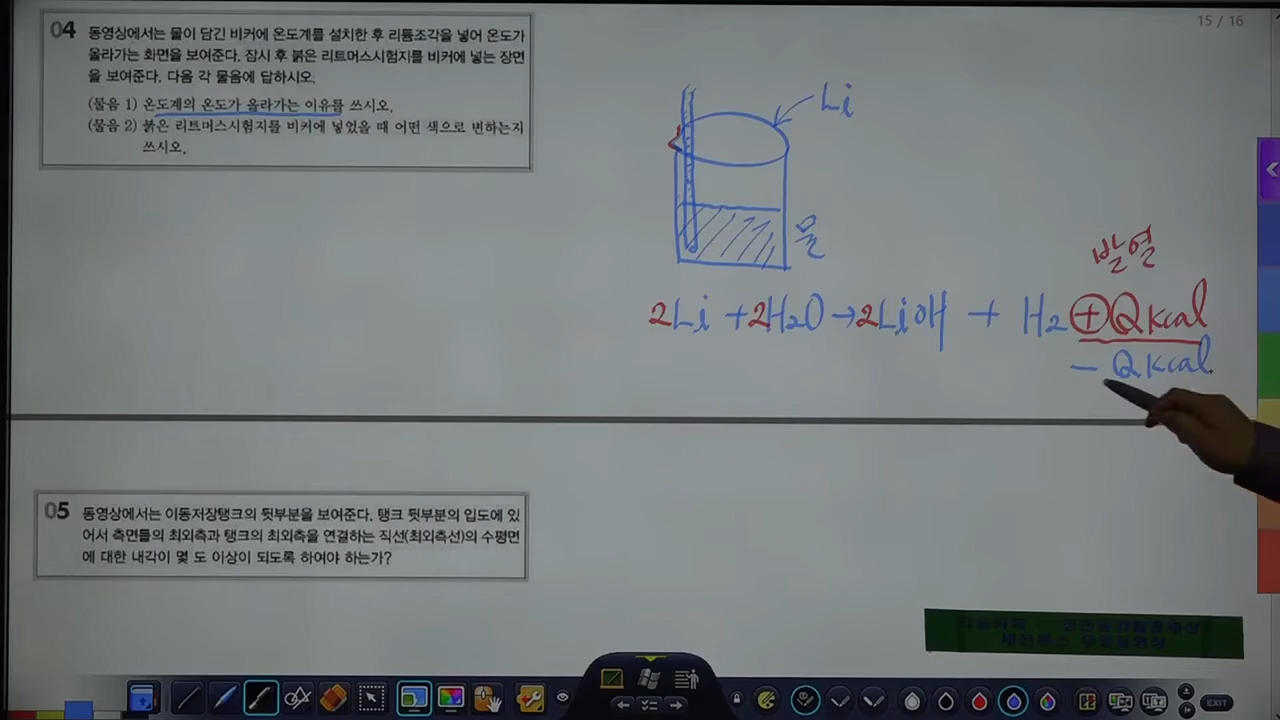 15 / 16
04 동영상에서는 물이 담긴 비커에 온도계를 설치한 후 리튬조각을 넣어 온도가
올라가는 화면을 보여준다. 잠시 후 붉은 리트머스시험지를 비커에 넣는 장면
을 보여준다. 다음 각 물음에 답하시오.
(물음 1) 온도계의 온도가 올라가는 이유를 쓰시오.
(물음 2) 붉은 리트머스시험지를 비커에 넣었을 때 어떤 색으로 변하는지
쓰시오.
Li
물
발열
2Li + 2H2O → 2LiOH + H2 ⊕ Qkcal
- Qkcal
05 동영상에서는 이동저장탱크의 뒷부분을 보여준다. 탱크 뒷부분의 입도에 있
어서 측면틀의 최외측과 탱크의 최외측을 연결하는 직선(최외측선)의 수평면
에 대한 내각이 몇 도 이상이 되도록 하여야 하는가?
EXIT